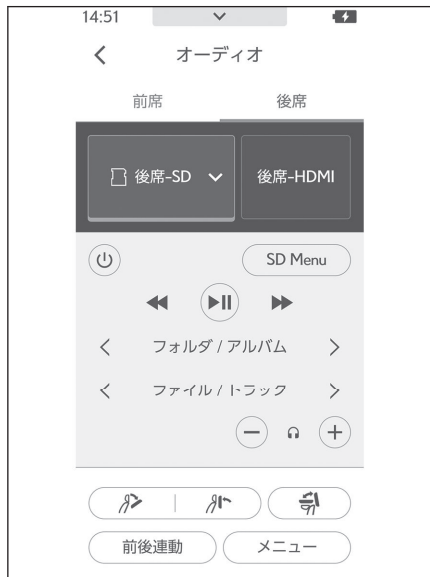 14:51
オーディオ
前席 後席
後席-SD 後席-HDMI
SD Menu
フォルダ / アルバム
ファイル / トラック
前後連動 メニュー